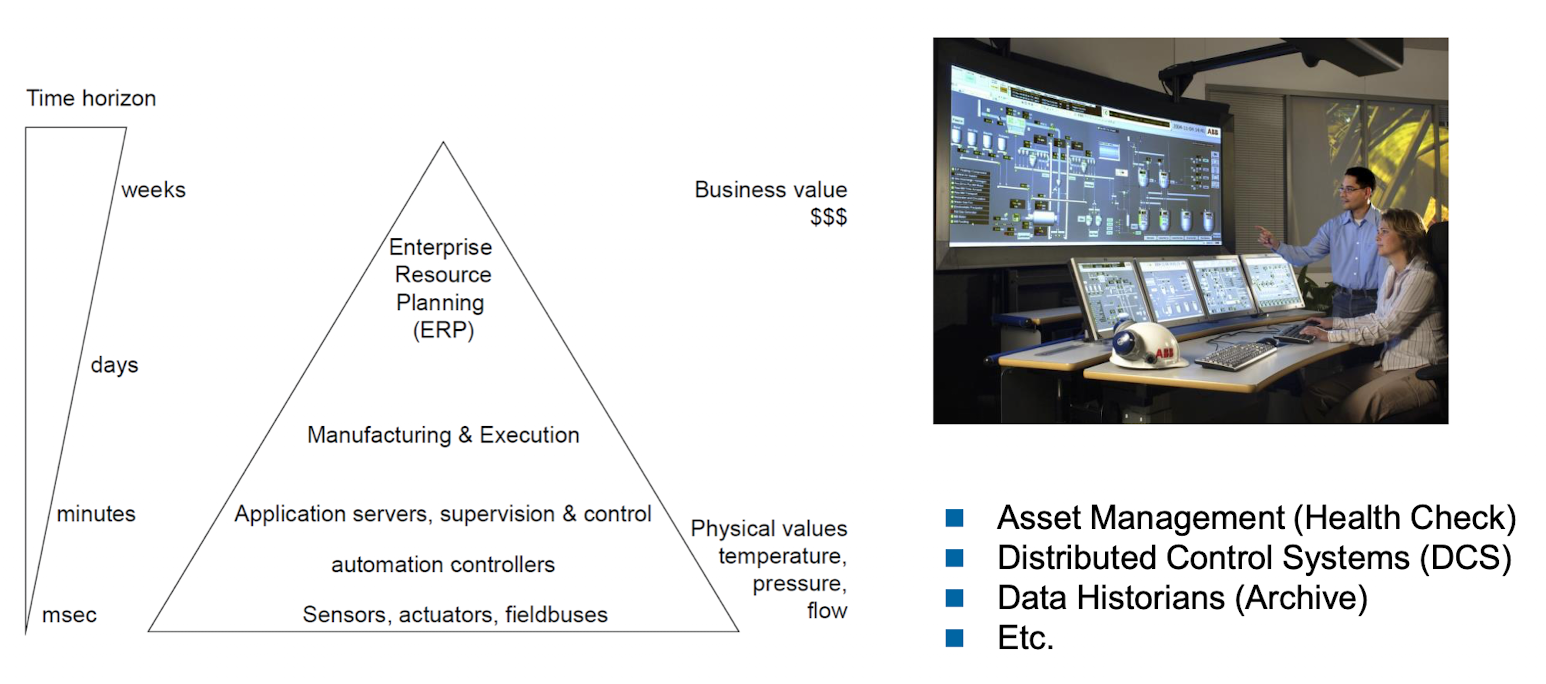 Time horizon
weeks
days
minutes
msec
Enterprise
Resource
Planning
(ERP)
Manufacturing & Execution
Application servers, supervision & control
automation controllers
Sensors, actuators, fieldbuses
Business value
$$$
Physical values
temperature,
pressure,
flow
ABB
ABB
Asset Management (Health Check)
Distributed Control Systems (DCS)
Data Historians (Archive)
Etc.